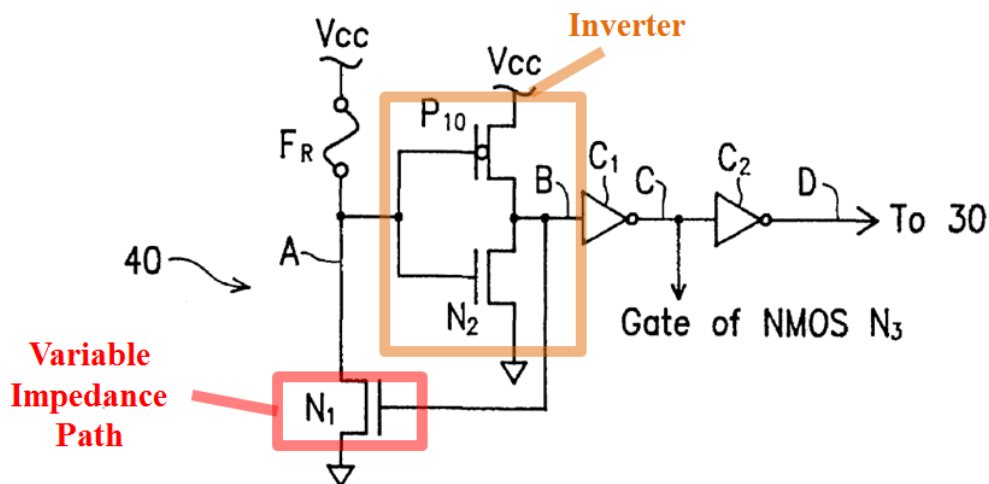 Inverter
Vcc
Vcc
P10
FR
B
C1
C
C2
D
To 30
A
40
N2
Gate of NMOS N3
Variable
Impedance
Path
N1